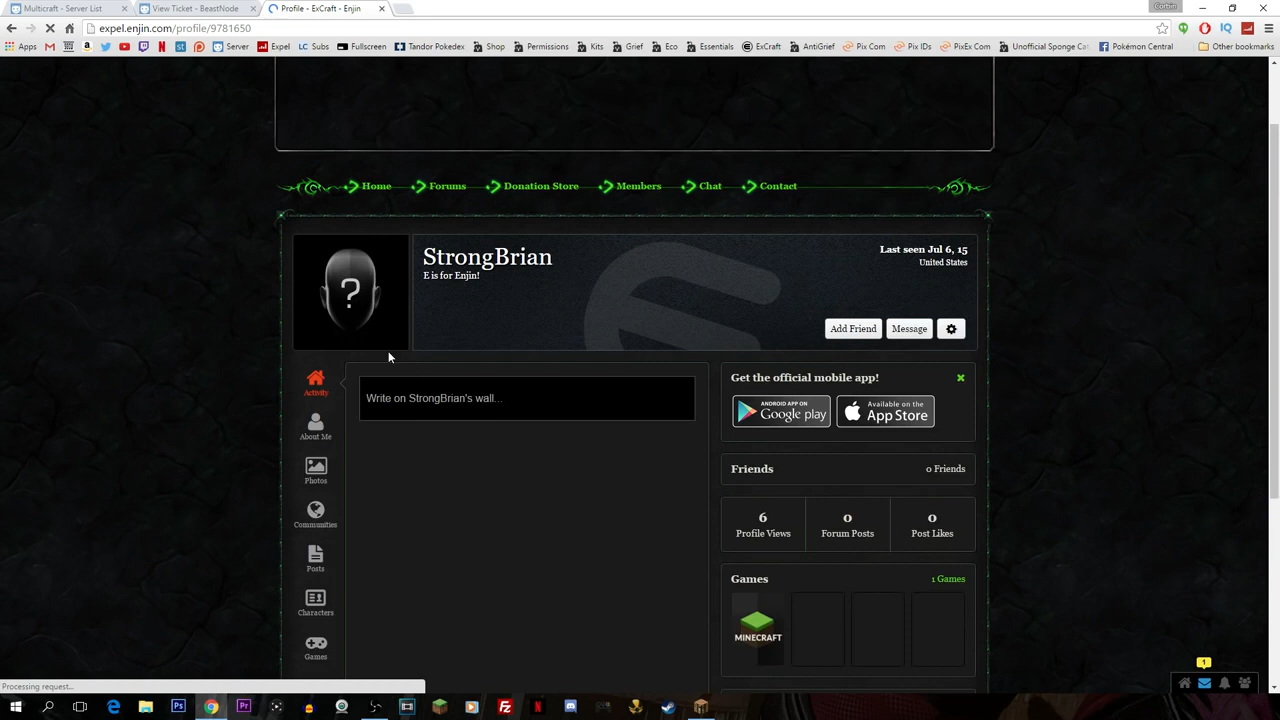 Multicraft - Server List
View Ticket - BeastNode
Profile - ExCraft - Enjin
Corbin
expel.enjin.com/profile/9781650
Apps
Server
Expel
LC Subs
Fullscreen
Tandor Pokedex
Shop
Permissions
Kits
Grief
Eco
Essentials
ExCraft
AntiGrief
Pix Com
Pix IDs
PixEx Com
Unofficial Sponge Cat
Pokémon Central
Other bookmarks
Home
Forums
Donation Store
Members
Chat
Contact
StrongBrian
E is for Enjin!
Last seen Jul 6, 15
United States
Add Friend
Message
?
Activity
About Me
Photos
Communities
Posts
Characters
Games
Write on StrongBrian's wall...
Get the official mobile app!
ANDROID APP ON
Google play
Available on the
App Store
Friends
0 Friends
6
Profile Views
0
Forum Posts
0
Post Likes
Games
1 Games
MINECRAFT
1
Processing request...